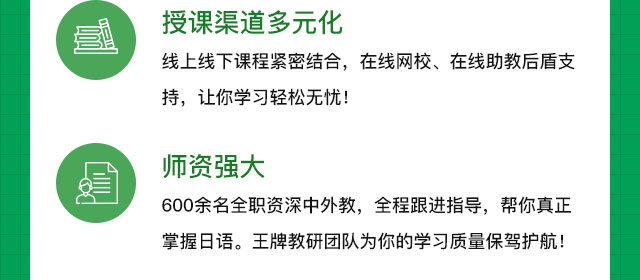 授课渠道多元化
线上线下课程紧密结合，在线网校、在线助教后盾支
持，让你学习轻松无忧！
师资强大
600余名全职资深中外教，全程跟进指导，帮你真正
掌握日语。王牌教研团队为你的学习质量保驾护航！